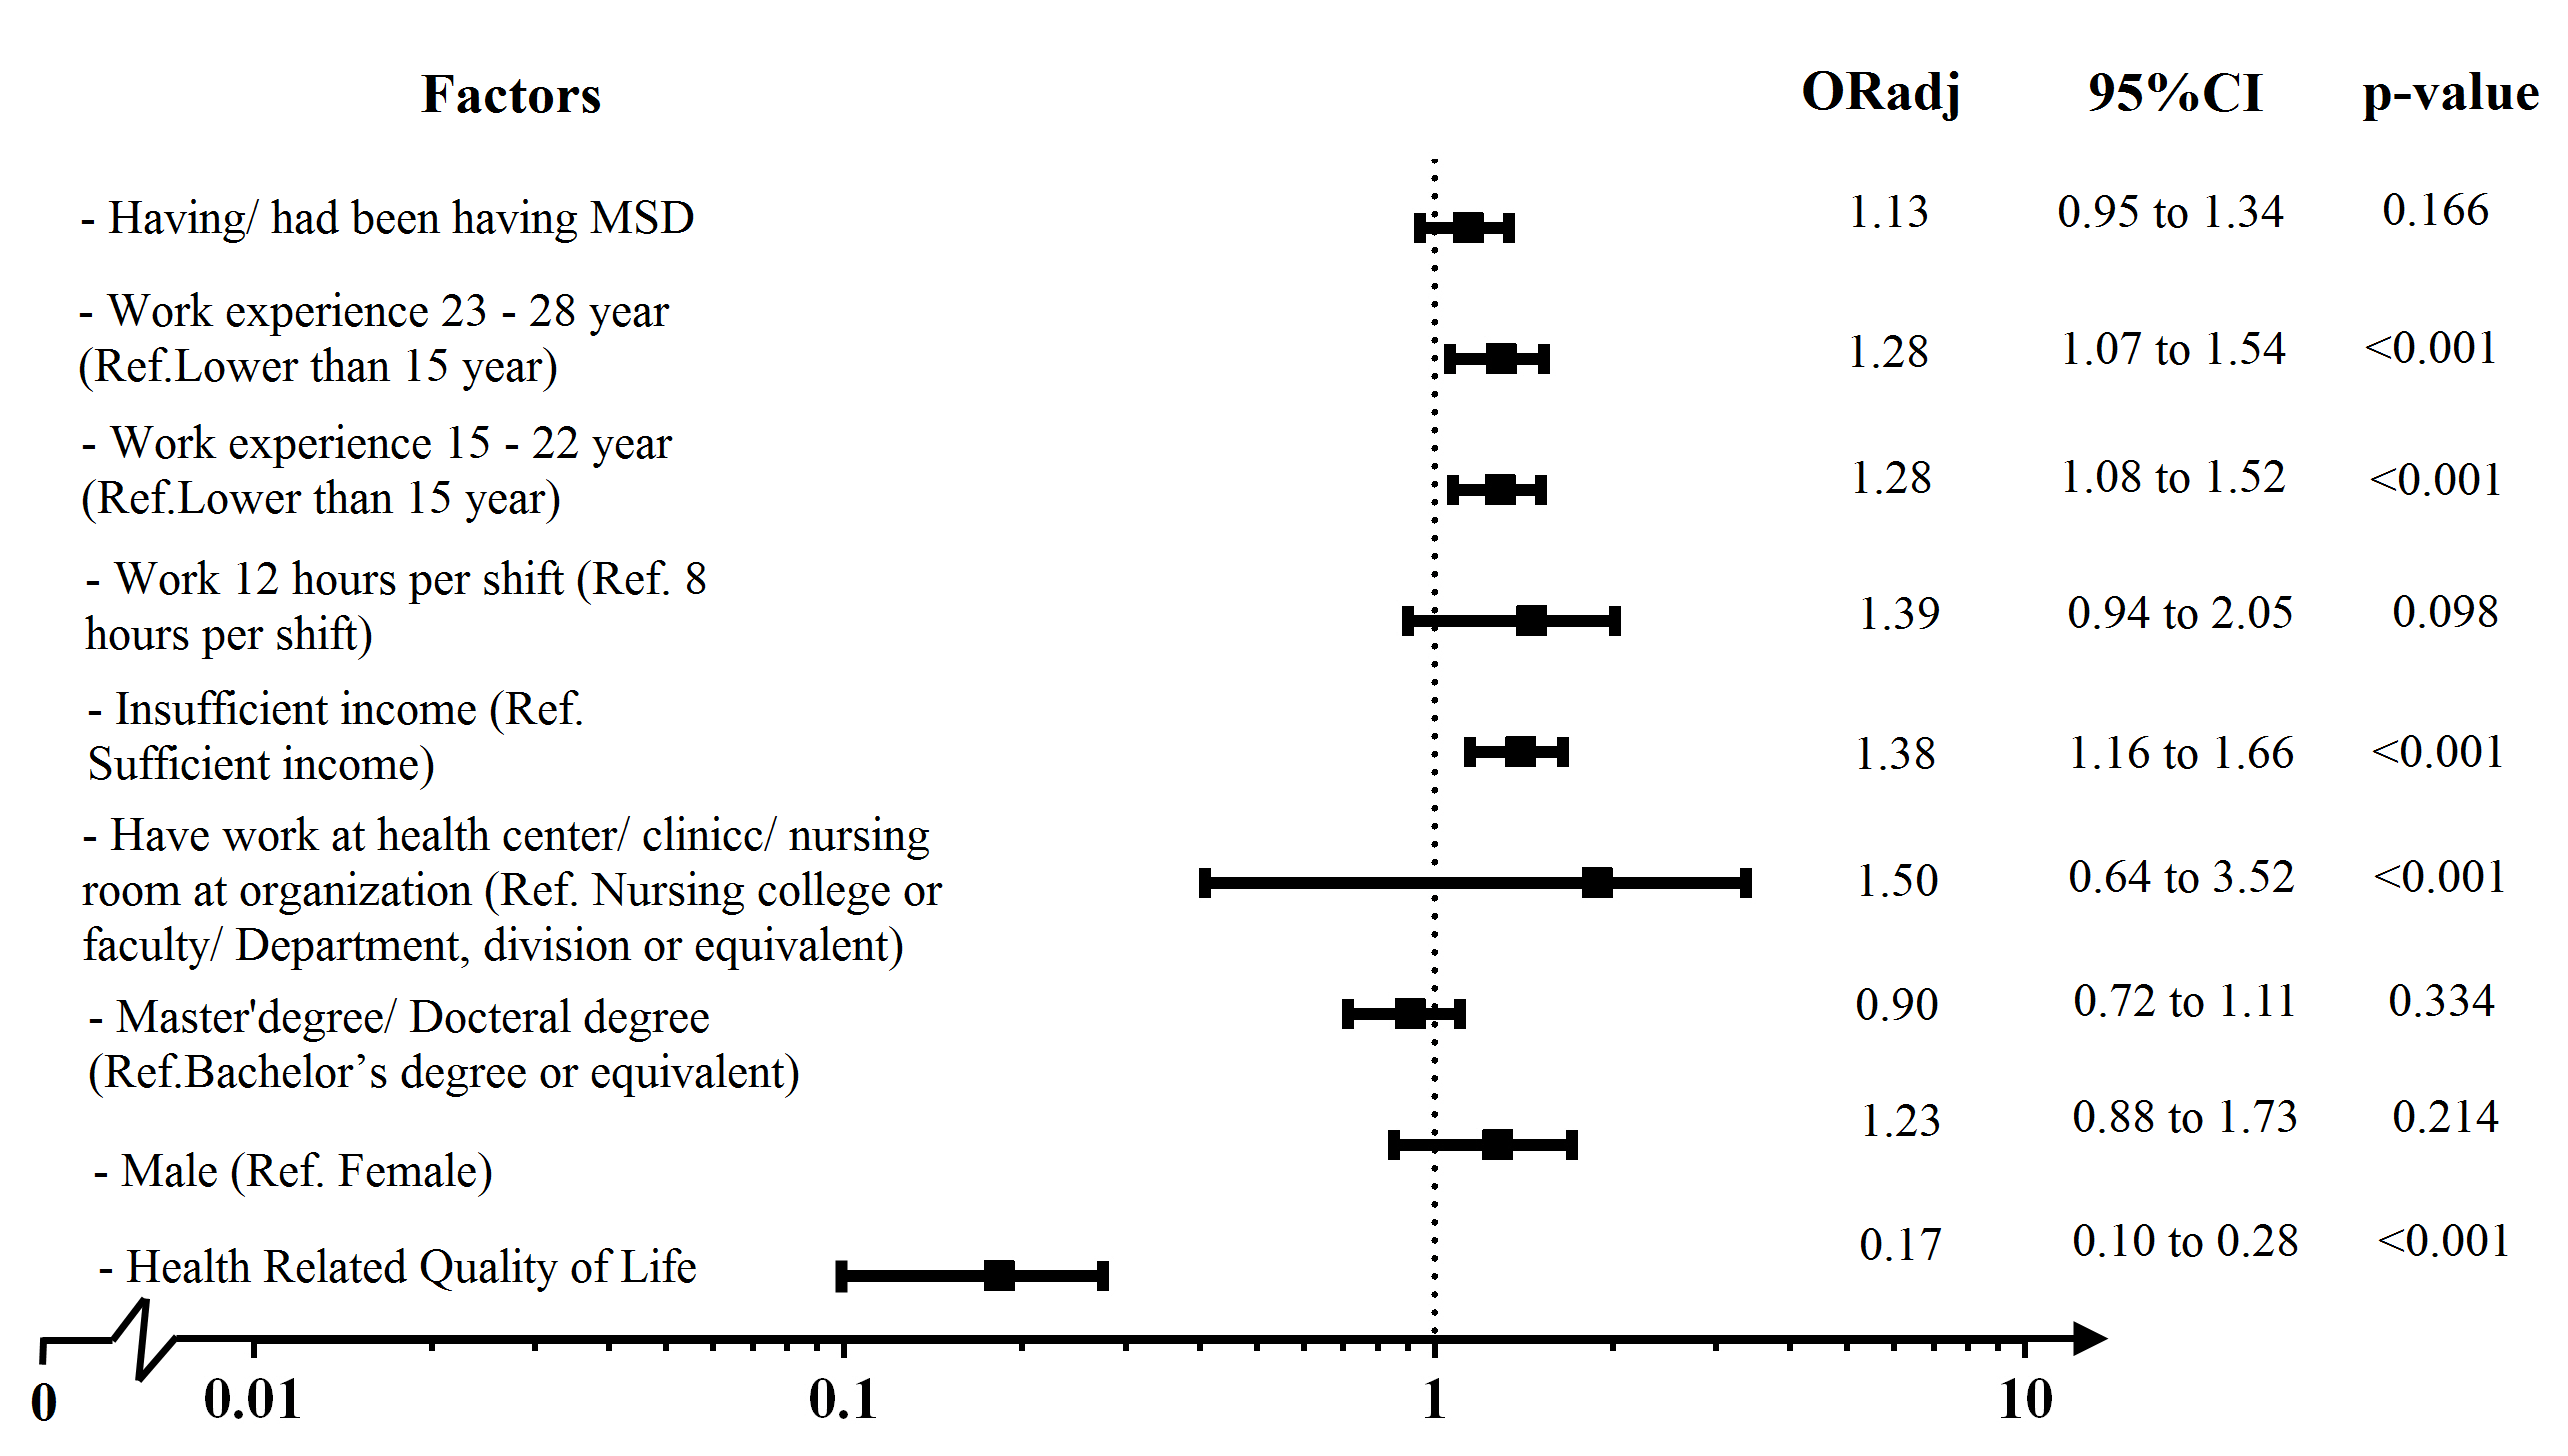 Factors ORadj 95%CI p-value
- Having/ had been having MSD 1.13 0.95 to 1.34 0.166
- Work experience 23 - 28 year
(Ref.Lower than 15 year) 1.28 1.07 to 1.54 <0.001
- Work experience 15 - 22 year
(Ref.Lower than 15 year) 1.28 1.08 to 1.52 <0.001
- Work 12 hours per shift (Ref. 8
hours per shift) 1.39 0.94 to 2.05 0.098
- Insufficient income (Ref.
Sufficient income) 1.38 1.16 to 1.66 <0.001
- Have work at health center/ clinicc/ nursing
room at organization (Ref. Nursing college or 1.50 0.64 to 3.52 <0.001
faculty/ Department, division or equivalent)
- Master'degree/ Docteral degree 0.90 0.72 to 1.11 0.334
(Ref.Bachelor’s degree or equivalent)
- Male (Ref. Female) 1.23 0.88 to 1.73 0.214
- Health Related Quality of Life 0.17 0.10 to 0.28 <0.001
0 0.01 0.1 1 10